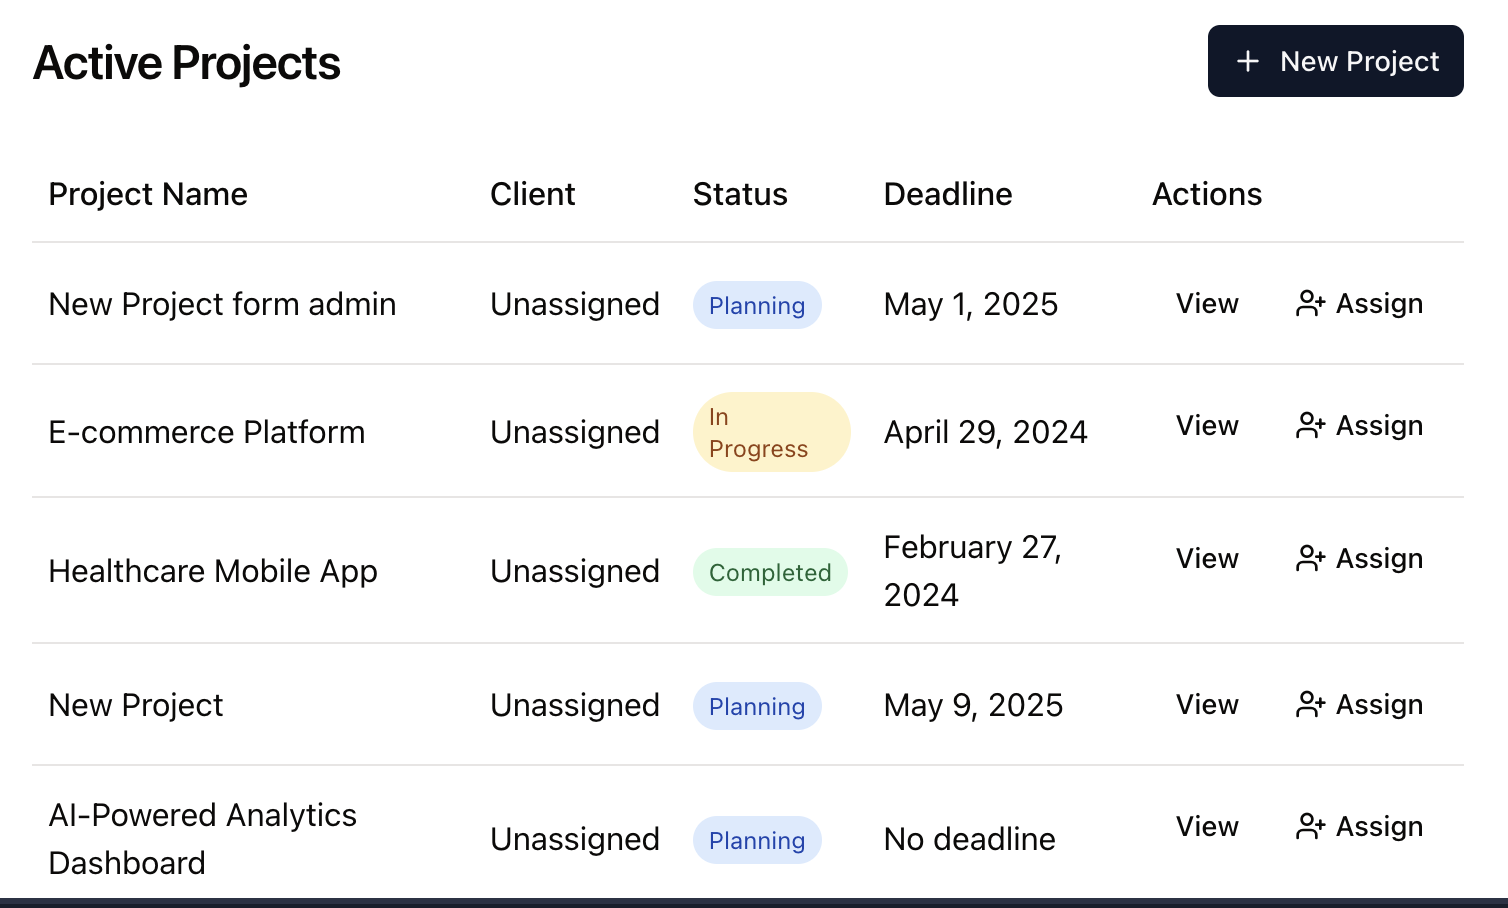 Active Projects
+ New Project
Project Name Client Status Deadline Actions
New Project form admin Unassigned Planning May 1, 2025 View Assign
E-commerce Platform Unassigned In
Progress April 29, 2024 View Assign
Healthcare Mobile App Unassigned Completed February 27,
2024 View Assign
New Project Unassigned Planning May 9, 2025 View Assign
AI-Powered Analytics
Dashboard Unassigned Planning No deadline View Assign